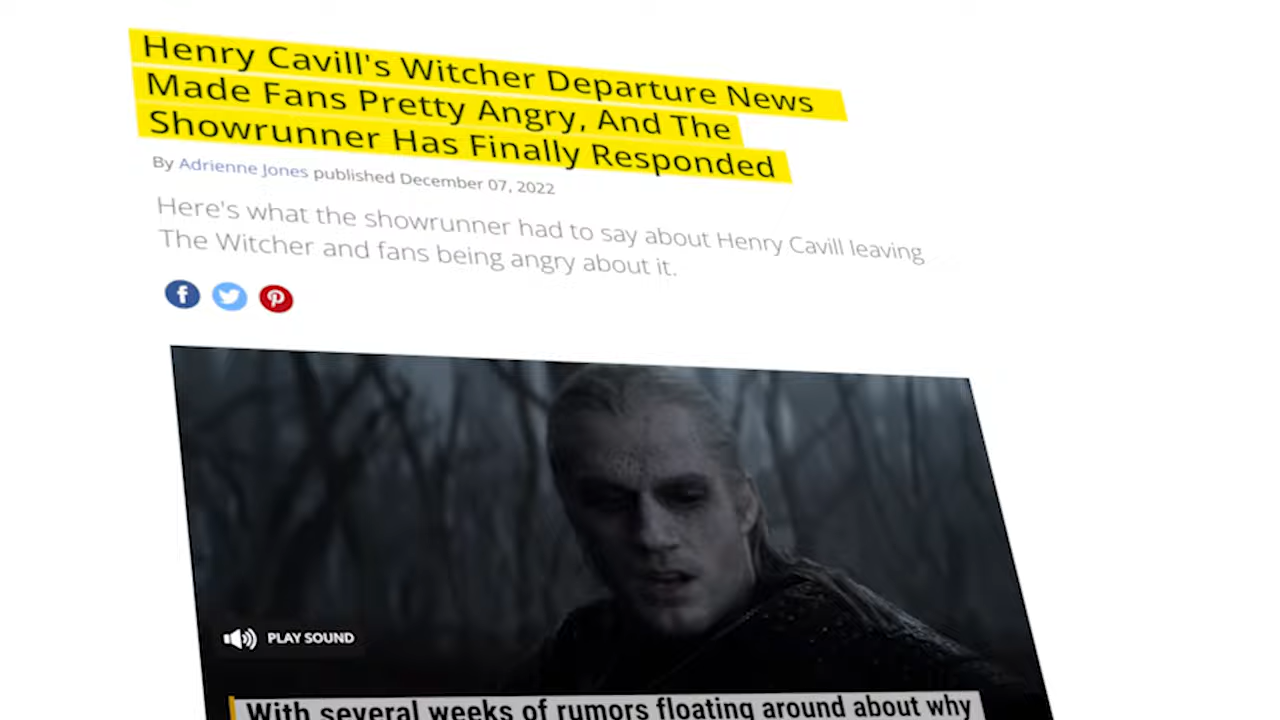 Henry Cavill's Witcher Departure News
Made Fans Pretty Angry, And The
Showrunner Has Finally Responded
By Adrienne Jones published December 07, 2022
Here's what the showrunner had to say about Henry Cavill leaving
The Witcher and fans being angry about it.
PLAY SOUND
With several weeks of rumors floating around about why